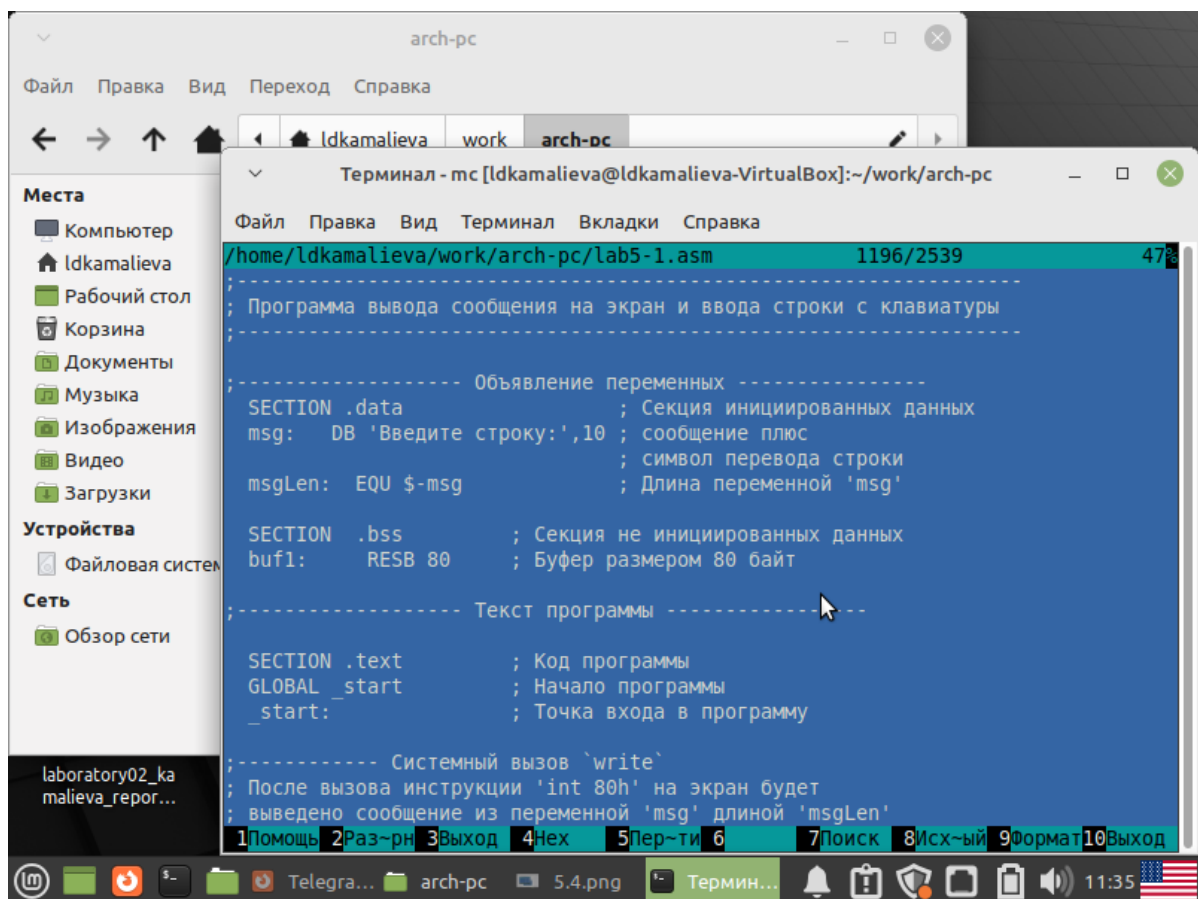 arch-pc
Файл Правка Вид Переход Справка
ldkamalieva work arch-pc
Места
Компьютер
ldkamalieva
Рабочий стол
Корзина
Документы
Музыка
Изображения
Видео
Загрузки
Устройства
Файловая систем
Сеть
Обзор сети
laboratory02_ka
malieva_repor...
Терминал - mc [ldkamalieva@ldkamalieva-VirtualBox]:~/work/arch-pc
Файл Правка Вид Терминал Вкладки Справка
/home/ldkamalieva/work/arch-pc/lab5-1.asm 1196/2539 47%
;------------------------------------------------------------------
; Программа вывода сообщения на экран и ввода строки с клавиатуры
;------------------------------------------------------------------
;------------------- Объявление переменных ----------------
SECTION .data ; Секция инициированных данных
msg: DB 'Введите строку:',10 ; сообщение плюс
; символ перевода строки
msgLen: EQU $-msg ; Длина переменной 'msg'
SECTION .bss ; Секция не инициированных данных
buf1: RESB 80 ; Буфер размером 80 байт
;------------------- Текст программы -----------------
SECTION .text ; Код программы
GLOBAL _start ; Начало программы
_start: ; Точка входа в программу
;------------ Системный вызов `write`
; После вызова инструкции 'int 80h' на экран будет
; выведено сообщение из переменной 'msg' длиной 'msgLen'
1Помощь 2Раз~рн 3Выход 4Hex 5Пер~ти 6 7Поиск 8Исх~ый 9Формат 10Выход
Telegra... arch-pc 5.4.png Термин... 11:35